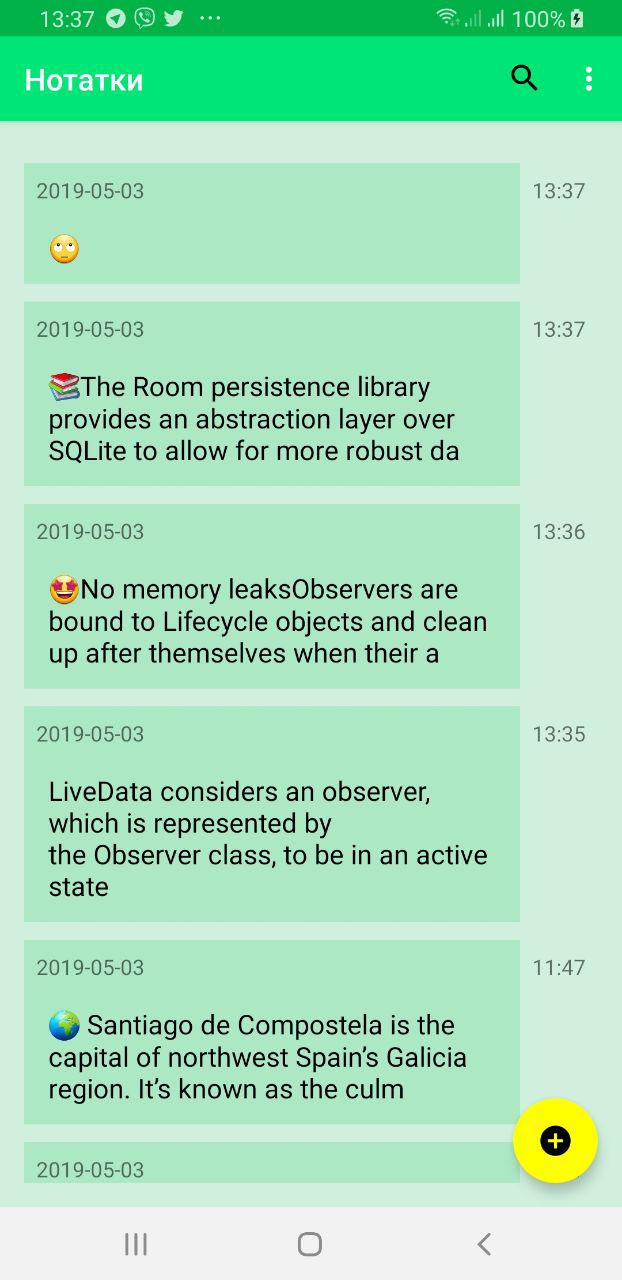 13:37 100%
Нотатки
2019-05-03 13:37
🙄
2019-05-03 13:37
📚The Room persistence library
provides an abstraction layer over
SQLite to allow for more robust da
2019-05-03 13:36
🤩No memory leaksObservers are
bound to Lifecycle objects and clean
up after themselves when their a
2019-05-03 13:35
LiveData considers an observer,
which is represented by
the Observer class, to be in an active
state
2019-05-03 11:47
🌍 Santiago de Compostela is the
capital of northwest Spain’s Galicia
region. It’s known as the culm
2019-05-03